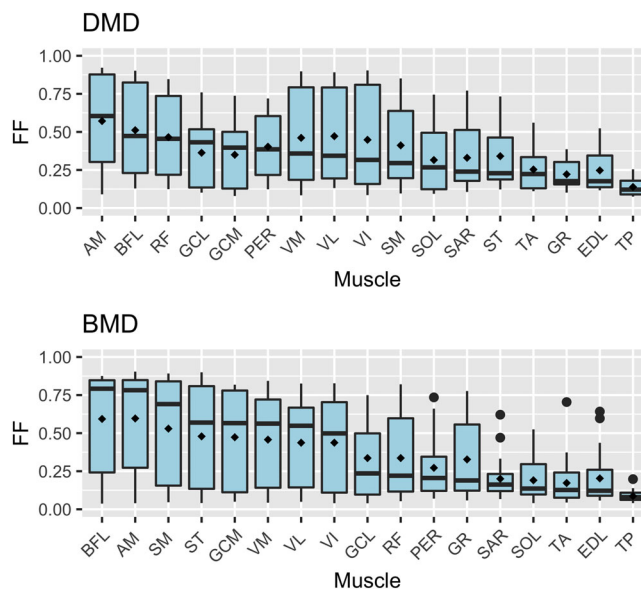 DMD
FF
1.00
0.75
0.50
0.25
0.00
AM BFL RF GCL GCM PER VM VL VI SM SOL SAR ST TA GR EDL TP
Muscle
BMD
FF
1.00
0.75
0.50
0.25
0.00
BFL AM SM ST GCM VM VL VI GCL RF PER GR SAR SOL TA EDL TP
Muscle